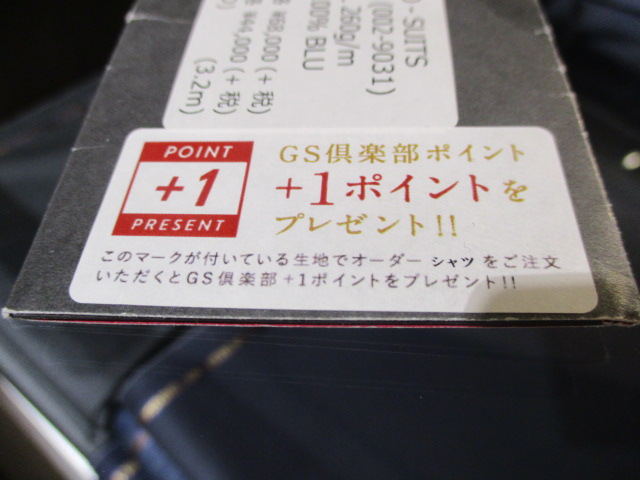 SUITS
(002-9031)
260g/m
00% BLU
¥68,000 (+税)
¥44,000 (+税)
(3.2m)
POINT
+1
PRESENT
GS倶楽部ポイント
+1ポイントを
プレゼント!!
このマークが付いている生地でオーダー シャツ をご注文
いただくとGS倶楽部+1ポイントをプレゼント!!